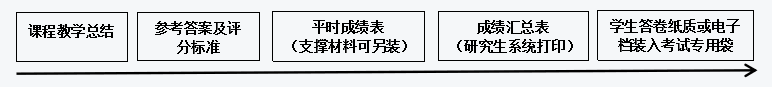 课程教学总结
参考答案及评
分标准
平时成绩表
（支撑材料可另装）
成绩汇总表
（研究生系统打印）
学生答卷纸质或电子
档装入考试专用袋